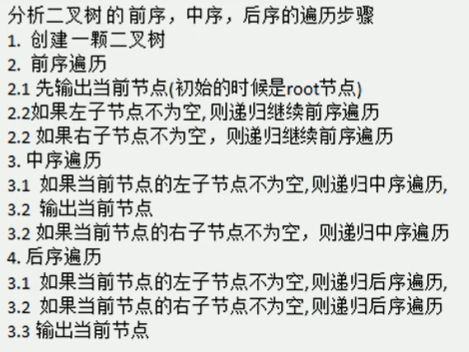 分析二叉树的前序，中序，后序的遍历步骤
1. 创建一颗二叉树
2. 前序遍历
2.1 先输出当前节点(初始的时候是root节点)
2.2如果左子节点不为空,则递归继续前序遍历
2.2 如果右子节点不为空，则递归继续前序遍历
3. 中序遍历
3.1 如果当前节点的左子节点不为空,则递归中序遍历,
3.2 输出当前节点
3.2 如果当前节点的右子节点不为空，则递归中序遍历
4. 后序遍历
3.1 如果当前节点的左子节点不为空,则递归后序遍历,
3.2 如果当前节点的右子节点不为空,则递归后序遍历
3.3 输出当前节点